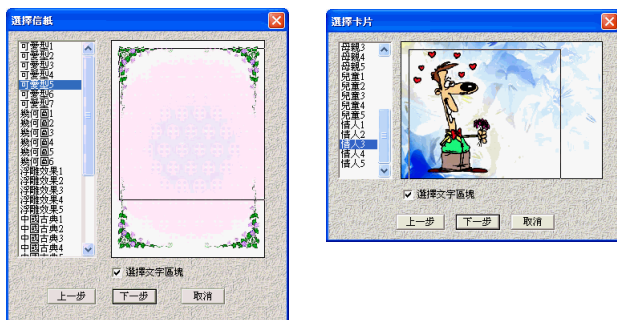 選擇信紙
可愛型1
可愛型2
可愛型3
可愛型4
可愛型5
可愛型6
可愛型7
幾何圖1
幾何圖2
幾何圖3
幾何圖4
幾何圖5
幾何圖6
浮雕效果1
浮雕效果2
浮雕效果3
浮雕效果4
浮雕效果5
中國古典1
中國古典2
中國古典3
中國古典4
選擇文字區塊
上一步
下一步
取消
選擇卡片
母親3
母親4
母親5
兒童1
兒童2
兒童3
兒童4
兒童5
情人1
情人2
情人3
情人4
情人5
選擇文字區塊
上一步
下一步
取消